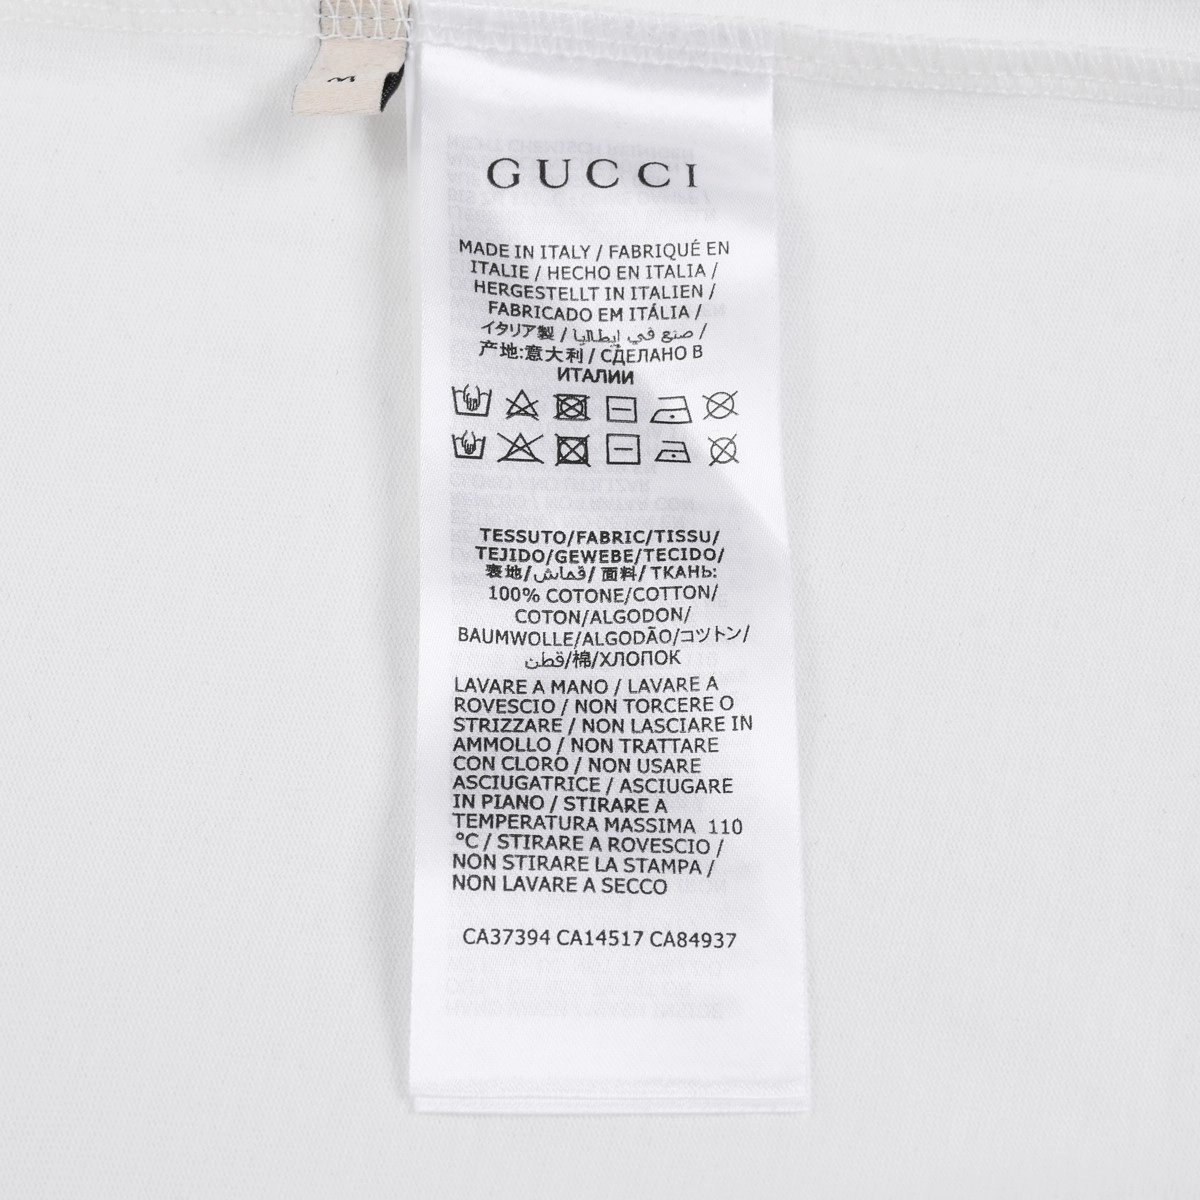 GUCCI
MADE IN ITALY / FABRIQUÉ EN
ITALIE / HECHO EN ITALIA /
HERGESTELLT IN ITALIEN /
FABRICADO EM ITÁLIA /
イタリア製 / صنع في إيطاليا /
产地:意大利 / СДЕЛАНО В
ИТАЛИИ
TESSUTO/FABRIC/TISSU/
TEJIDO/GEWEBE/TECIDO/
表地/قماش/ 面料/ ТКАНЬ:
100% COTONE/COTTON/
COTON/ALGODON/
BAUMWOLLE/ALGODÃO/コットン/
قطن/棉/ХЛОПОК
LAVARE A MANO / LAVARE A
ROVESCIO / NON TORCERE O
STRIZZARE / NON LASCIARE IN
AMMOLLO / NON TRATTARE
CON CLORO / NON USARE
ASCIUGATRICE / ASCIUGARE
IN PIANO / STIRARE A
TEMPERATURA MASSIMA 110
°C / STIRARE A ROVESCIO /
NON STIRARE LA STAMPA /
NON LAVARE A SECCO
CA37394 CA14517 CA84937